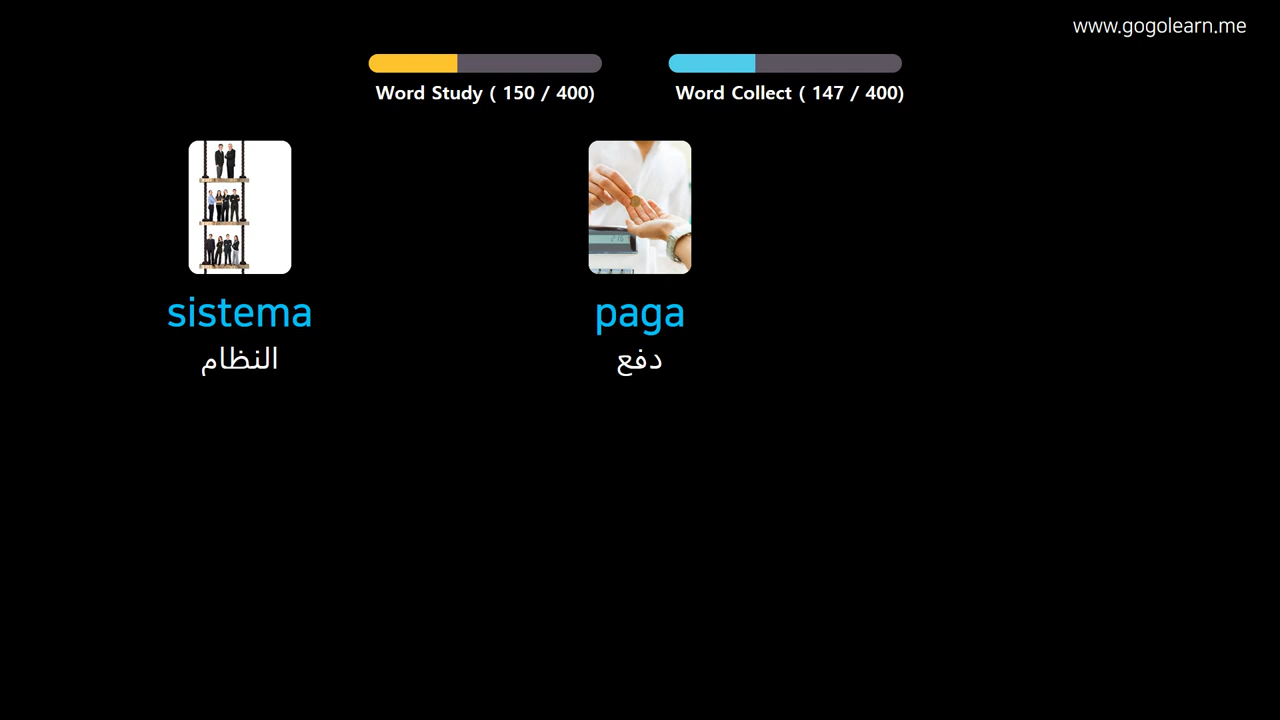 www.gogolearn.me
Word Study ( 150 / 400)
Word Collect ( 147 / 400)
sistema
النظام
paga
دفع